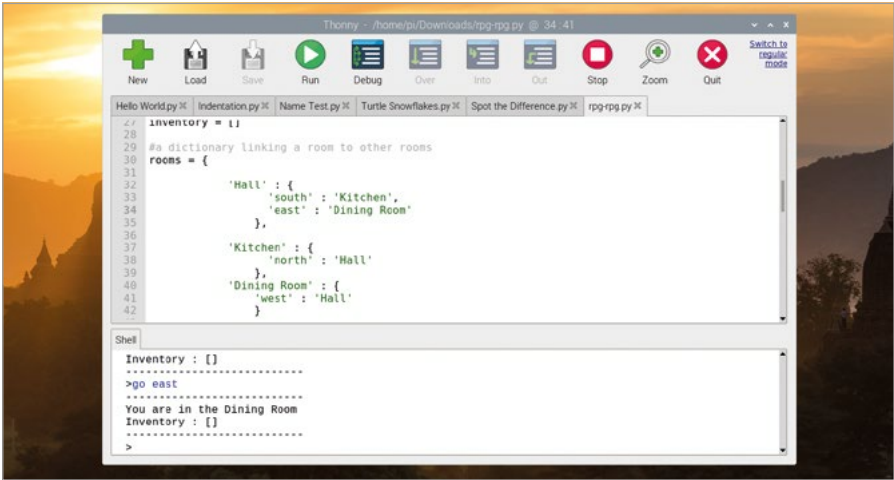 Thonny - /home/pi/Downloads/rpg-rpg.py @ 34:41
New Load Save Run Debug Over Into Out Stop Zoom Quit
Switch to
regular
mode
Hello World.py Indentation.py Name Test.py Turtle Snowflakes.py Spot the Difference.py rpg-rpg.py
27 inventory = []
28
29 #a dictionary linking a room to other rooms
30 rooms = {
31
32 'Hall' : {
33 'south' : 'Kitchen',
34 'east' : 'Dining Room'
35 },
36
37 'Kitchen' : {
38 'north' : 'Hall'
39 },
40 'Dining Room' : {
41 'west' : 'Hall'
42 }
Shell
Inventory : []
---------------------------
>go east
---------------------------
You are in the Dining Room
Inventory : []
---------------------------
>